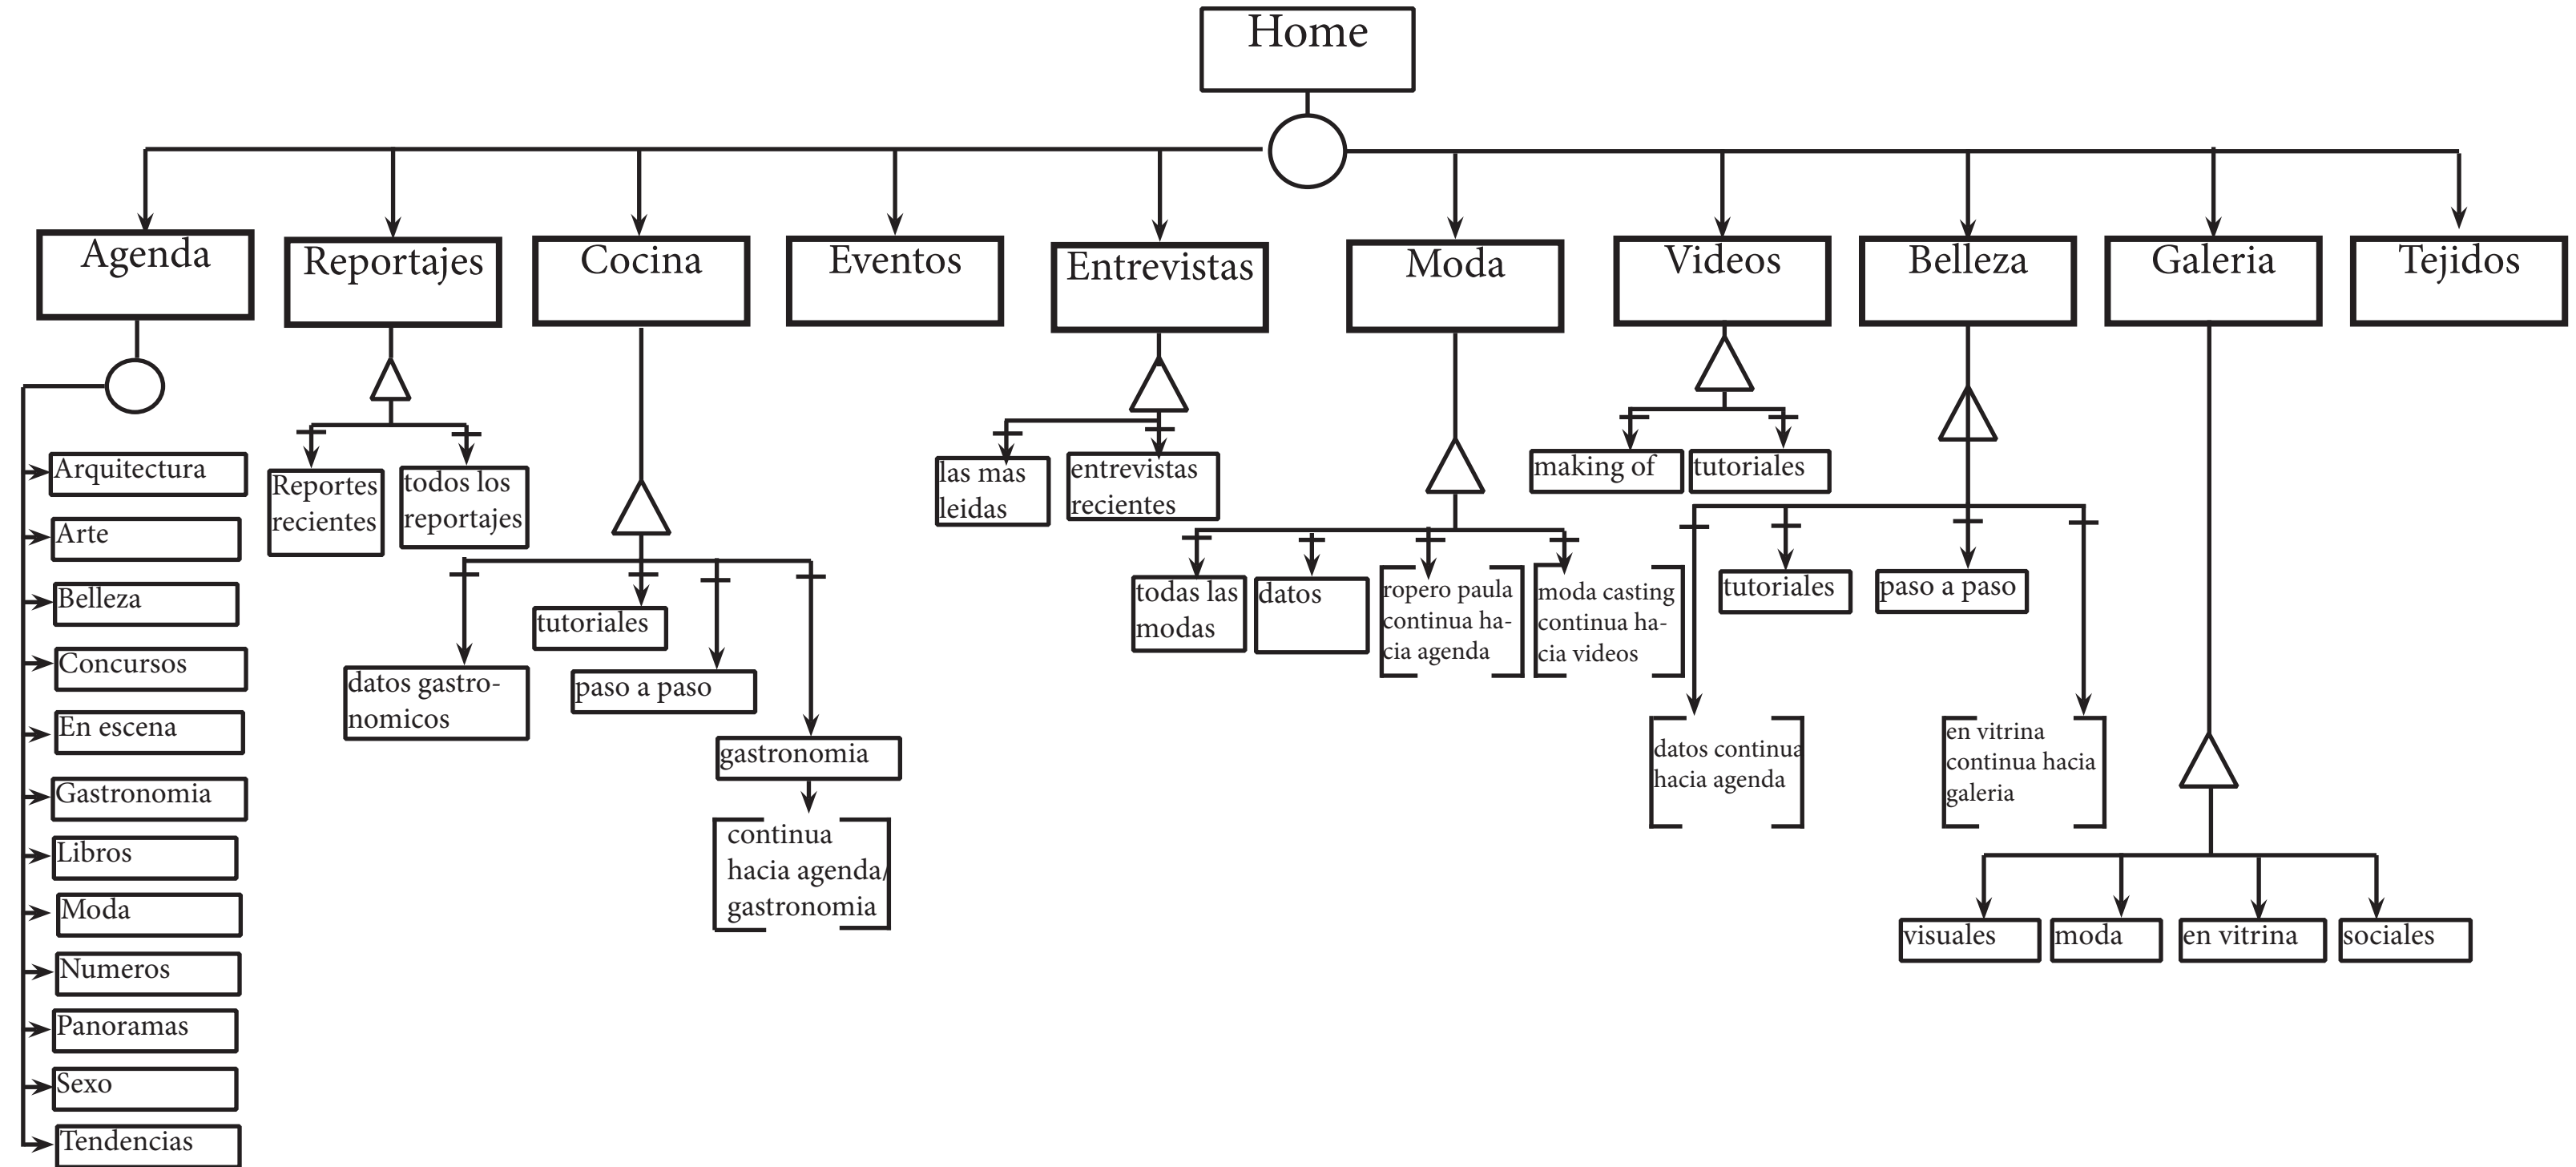 Home
Agenda
Reportajes
Cocina
Eventos
Entrevistas
Moda
Videos
Belleza
Galeria
Tejidos
Arquitectura
Arte
Belleza
Concursos
En escena
Gastronomia
Libros
Moda
Numeros
Panoramas
Sexo
Tendencias
Reportes
recientes
todos los
reportajes
datos gastro-
nomicos
tutoriales
paso a paso
gastronomia
continua
hacia agenda/
gastronomia
las mas
leidas
entrevistas
recientes
todas las
modas
datos
ropero paula
continua ha-
cia agenda
moda casting
continua ha-
cia videos
making of
tutoriales
datos continua
hacia agenda
tutoriales
paso a paso
en vitrina
continua hacia
galeria
visuales
moda
en vitrina
sociales